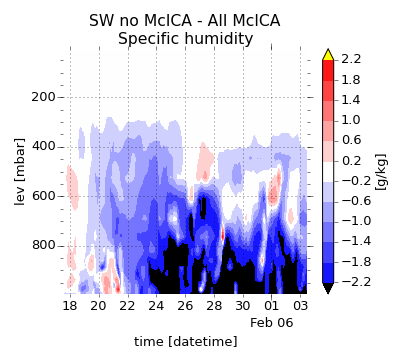 SW no McICA - All McICA
Specific humidity
lev [mbar]
200
400
600
800
18 20 22 24 26 28 30 01 03
Feb 06
time [datetime]
2.2
1.8
1.4
1.0
0.6
0.2
−0.2
−0.6
−1.0
−1.4
−1.8
−2.2
[g/kg]